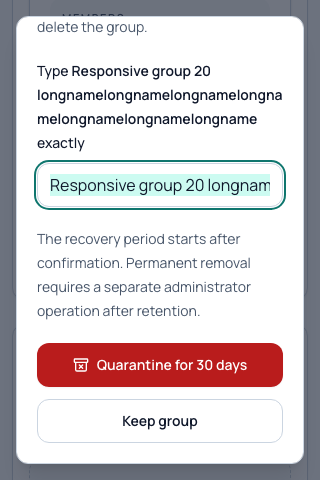 delete the group.
Type Responsive group 20
longnamelongnamelongnamelongna
melongnamelongnamelongname
exactly
Responsive group 20 longnam
The recovery period starts after
confirmation. Permanent removal
requires a separate administrator
operation after retention.
Quarantine for 30 days
Keep group